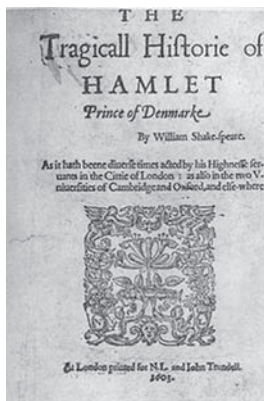 THE
Tragicall Historie of
HAMLET
Prince of Denmarke
By William Shake-speare.
As it hath beene diuerse times acted by his Highnesse ser-
uants in the Cittie of London : as also in the two V-
niuersities of Cambridge and Oxford, and else-where
At London printed for N.L. and Iohn Trundell.
1603.